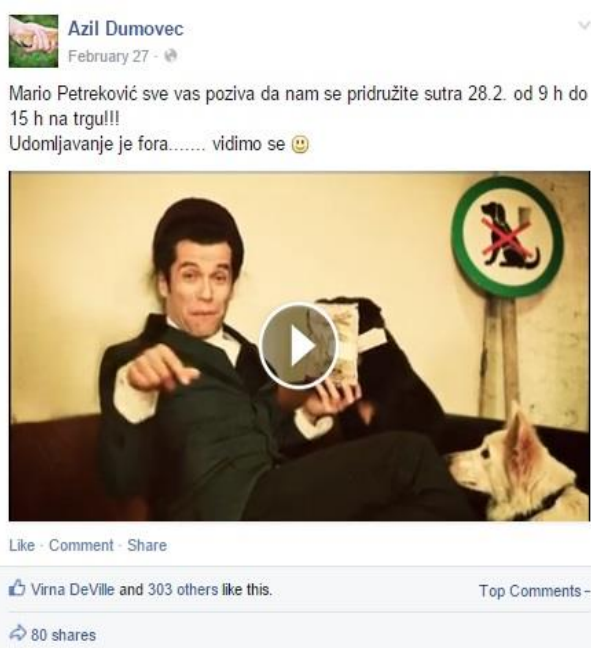 Azil Dumovec
February 27 ·
Mario Petreković sve vas poziva da nam se pridružite sutra 28.2. od 9 h do
15 h na trgu!!!
Udomljavanje je fora....... vidimo se
Like · Comment · Share
Virna DeVille and 303 others like this.
Top Comments
80 shares